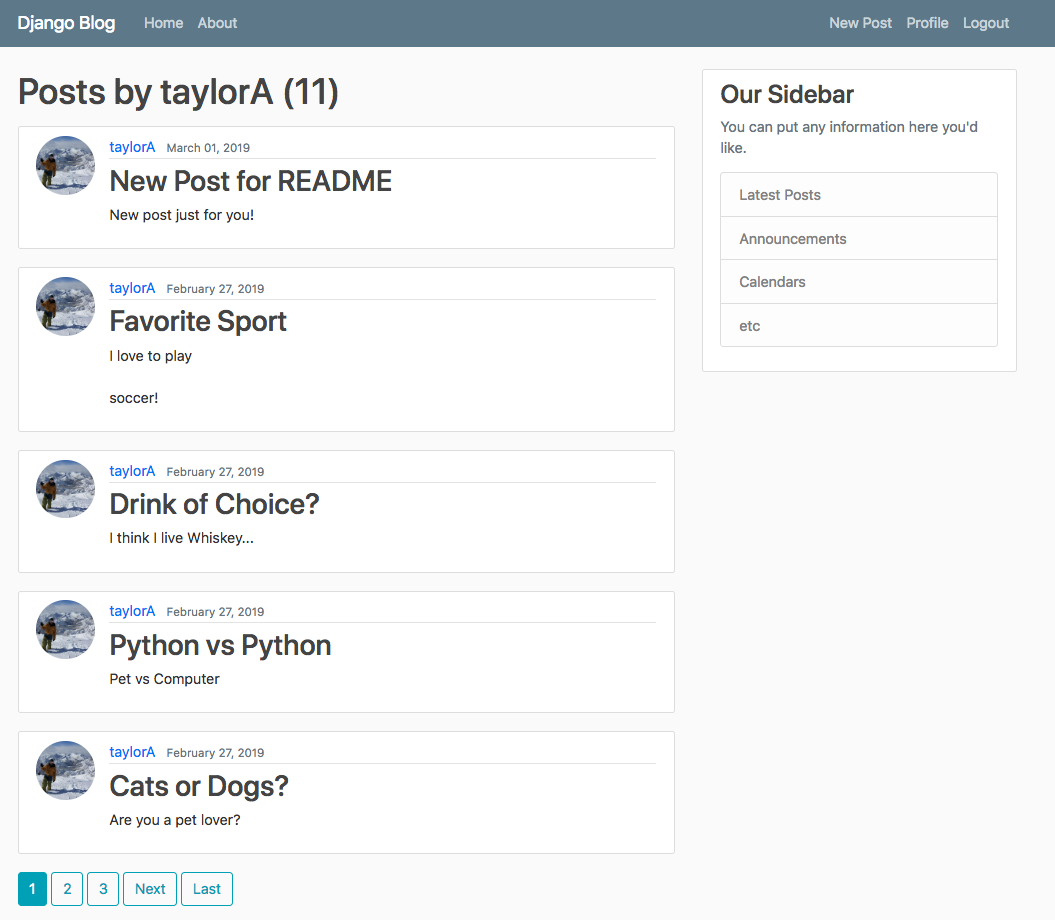 Django Blog Home About New Post Profile Logout
Posts by taylorA (11)
taylorA March 01, 2019
New Post for README
New post just for you!
taylorA February 27, 2019
Favorite Sport
I love to play
soccer!
taylorA February 27, 2019
Drink of Choice?
I think I live Whiskey...
taylorA February 27, 2019
Python vs Python
Pet vs Computer
taylorA February 27, 2019
Cats or Dogs?
Are you a pet lover?
1 2 3 Next Last
Our Sidebar
You can put any information here you'd
like.
Latest Posts
Announcements
Calendars
etc